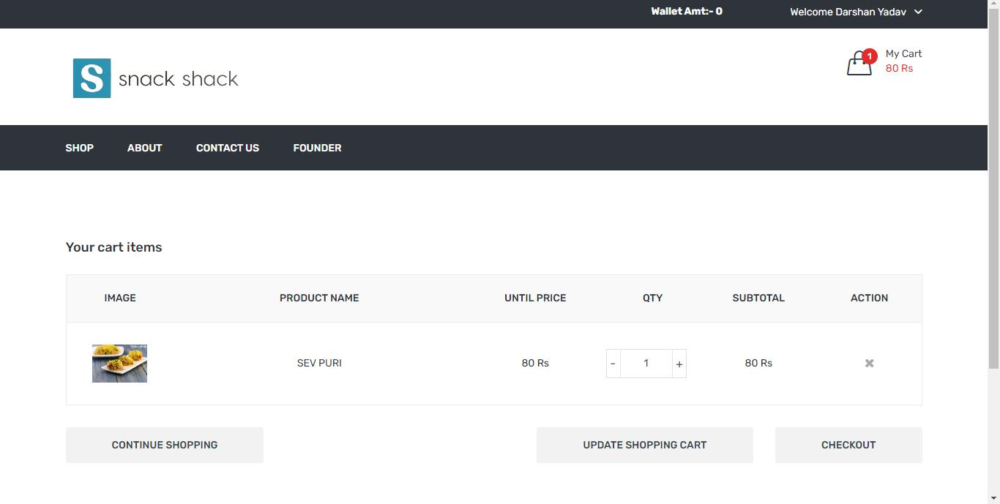 Wallet Amt:- 0
Welcome Darshan Yadav
S snack shack
1
My Cart
80 Rs
SHOP ABOUT CONTACT US FOUNDER
Your cart items
IMAGE PRODUCT NAME UNTIL PRICE QTY SUBTOTAL ACTION
SEV PURI 80 Rs - 1 + 80 Rs
CONTINUE SHOPPING UPDATE SHOPPING CART CHECKOUT